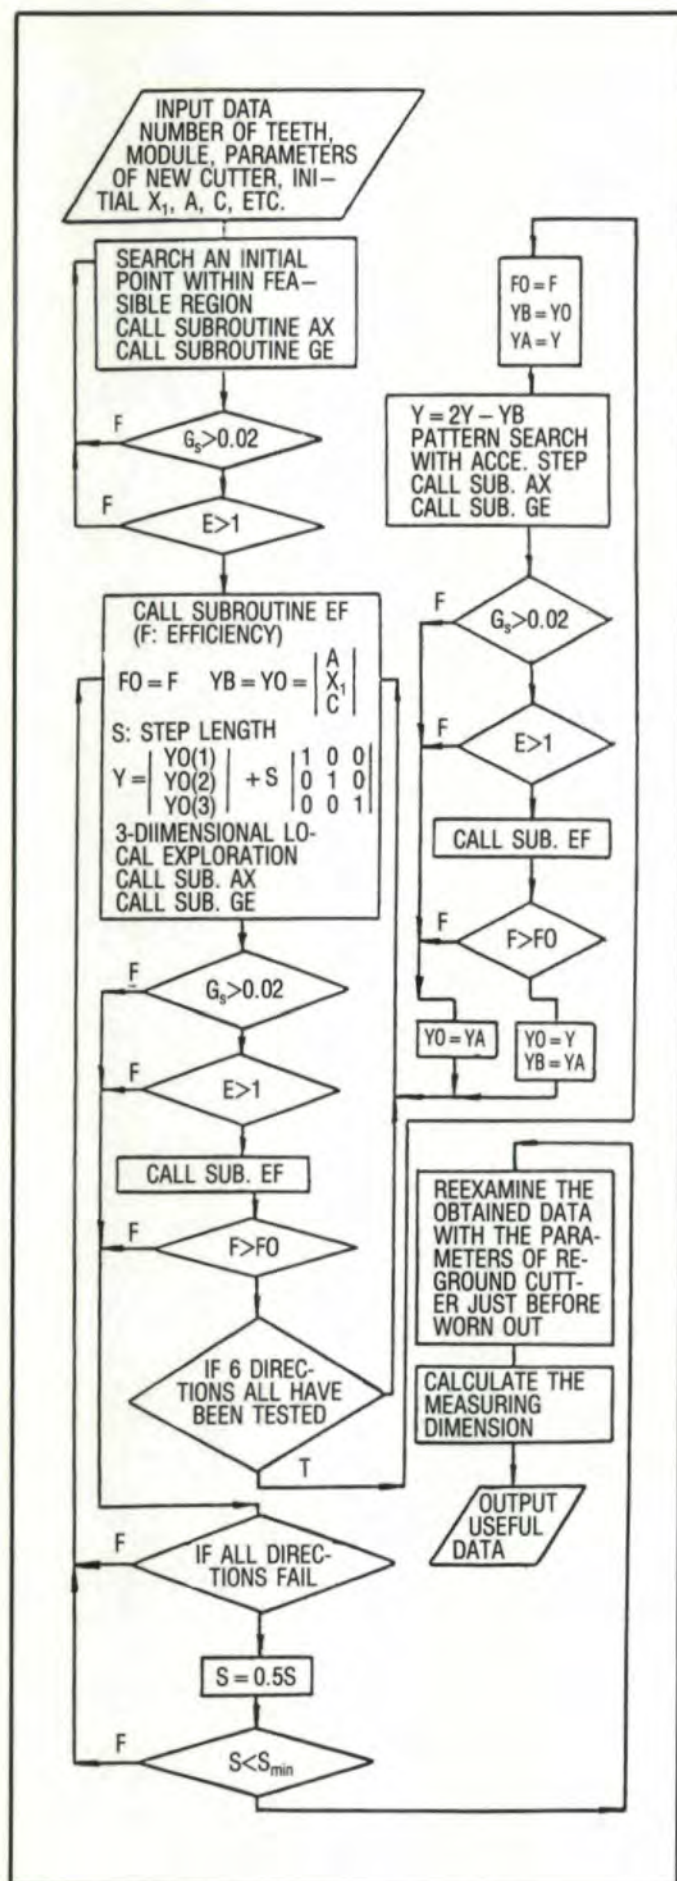 INPUT DATA
NUMBER OF TEETH,
MODULE, PARAMETERS
OF NEW CUTTER, INI–
TIAL X₁, A, C, ETC.
SEARCH AN INITIAL
POINT WITHIN FEA–
SIBLE REGION
CALL SUBROUTINE AX
CALL SUBROUTINE GE
F
Gₛ>0.02
F
E>1
CALL SUBROUTINE EF
(F: EFFICIENCY)
FO = F YB = YO = | A |
| X₁ |
| C |
S: STEP LENGTH
Y = | YO(1) | + S | 1 0 0 |
| YO(2) | | 0 1 0 |
| YO(3) | | 0 0 1 |
3-DIIMENSIONAL LO-
CAL EXPLORATION
CALL SUB. AX
CALL SUB. GE
F
Gₛ>0.02
F
E>1
CALL SUB. EF
F
F>FO
IF 6 DIREC-
TIONS ALL HAVE
BEEN TESTED
T
F
IF ALL DIREC-
TIONS FAIL
S = 0.5S
F
S<Sₘᵢₙ
FO = F
YB = YO
YA = Y
Y = 2Y – YB
PATTERN SEARCH
WITH ACCE. STEP
CALL SUB. AX
CALL SUB. GE
F
Gₛ>0.02
F
E>1
CALL SUB. EF
F
F>FO
YO = YA
YO = Y
YB = YA
REEXAMINE THE
OBTAINED DATA
WITH THE PARA-
METERS OF RE-
GROUND CUTT-
ER JUST BEFORE
WORN OUT
CALCULATE THE
MEASURING
DIMENSION
OUTPUT
USEFUL
DATA